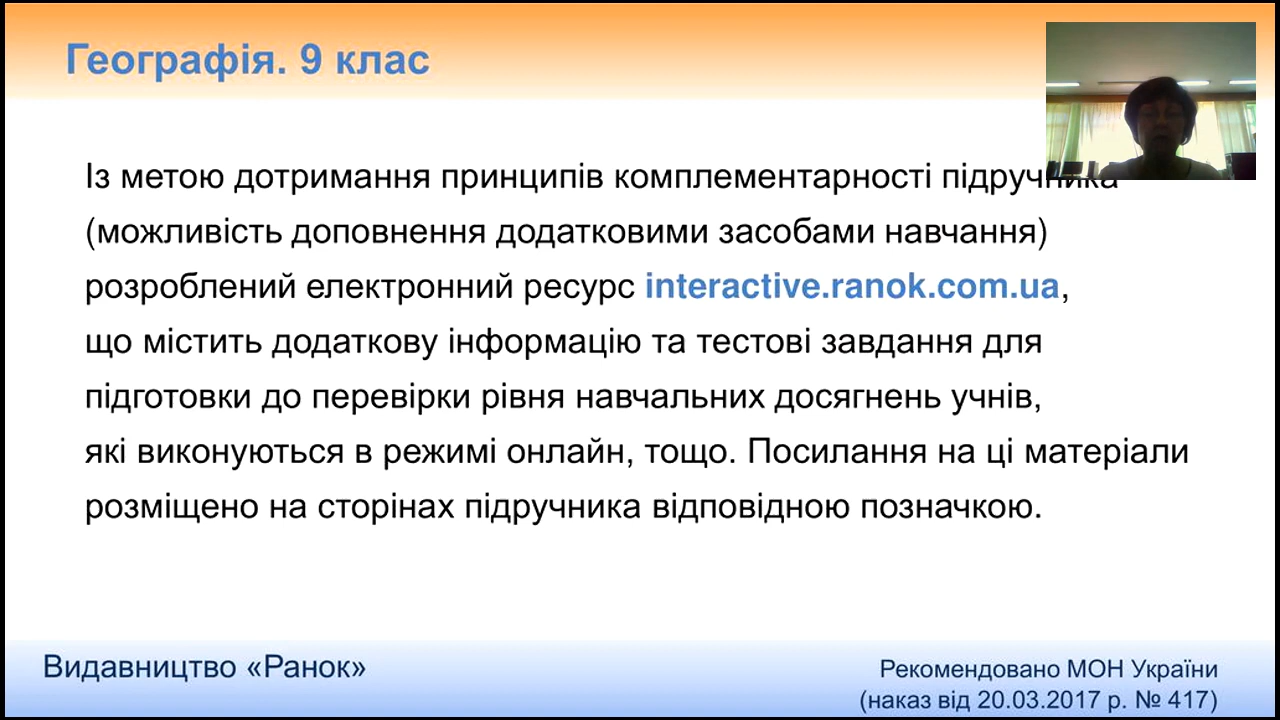 Географія. 9 клас
Із метою дотримання принципів комплементарності підручника
(можливість доповнення додатковими засобами навчання)
розроблений електронний ресурс interactive.ranok.com.ua,
що містить додаткову інформацію та тестові завдання для
підготовки до перевірки рівня навчальних досягнень учнів,
які виконуються в режимі онлайн, тощо. Посилання на ці матеріали
розміщено на сторінах підручника відповідною позначкою.
Видавництво «Ранок»
Рекомендовано МОН України
(наказ від 20.03.2017 р. № 417)